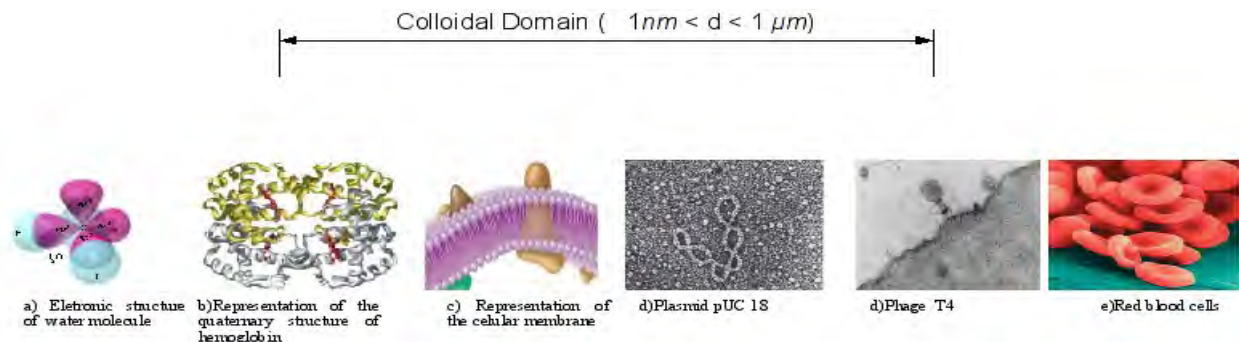 Colloidal Domain ( 1nm < d < 1 µm)
a) Eletronic structure
of water molecule
b)Representation of the
quaternary structure of
hemoglobin
c) Representation of
the celular membrane
d)Plasmid pUC 18
d)Phage T4
e)Red blood cells